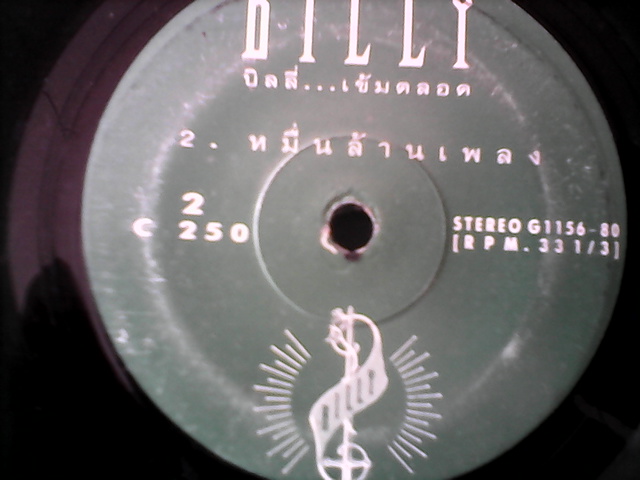 BILLY
บิลลี่...เข้มตลอด
2. หมื่นล้านเพลง
2
C 250
STEREO G1156-80
[RPM. 33 1/3]
BILLY